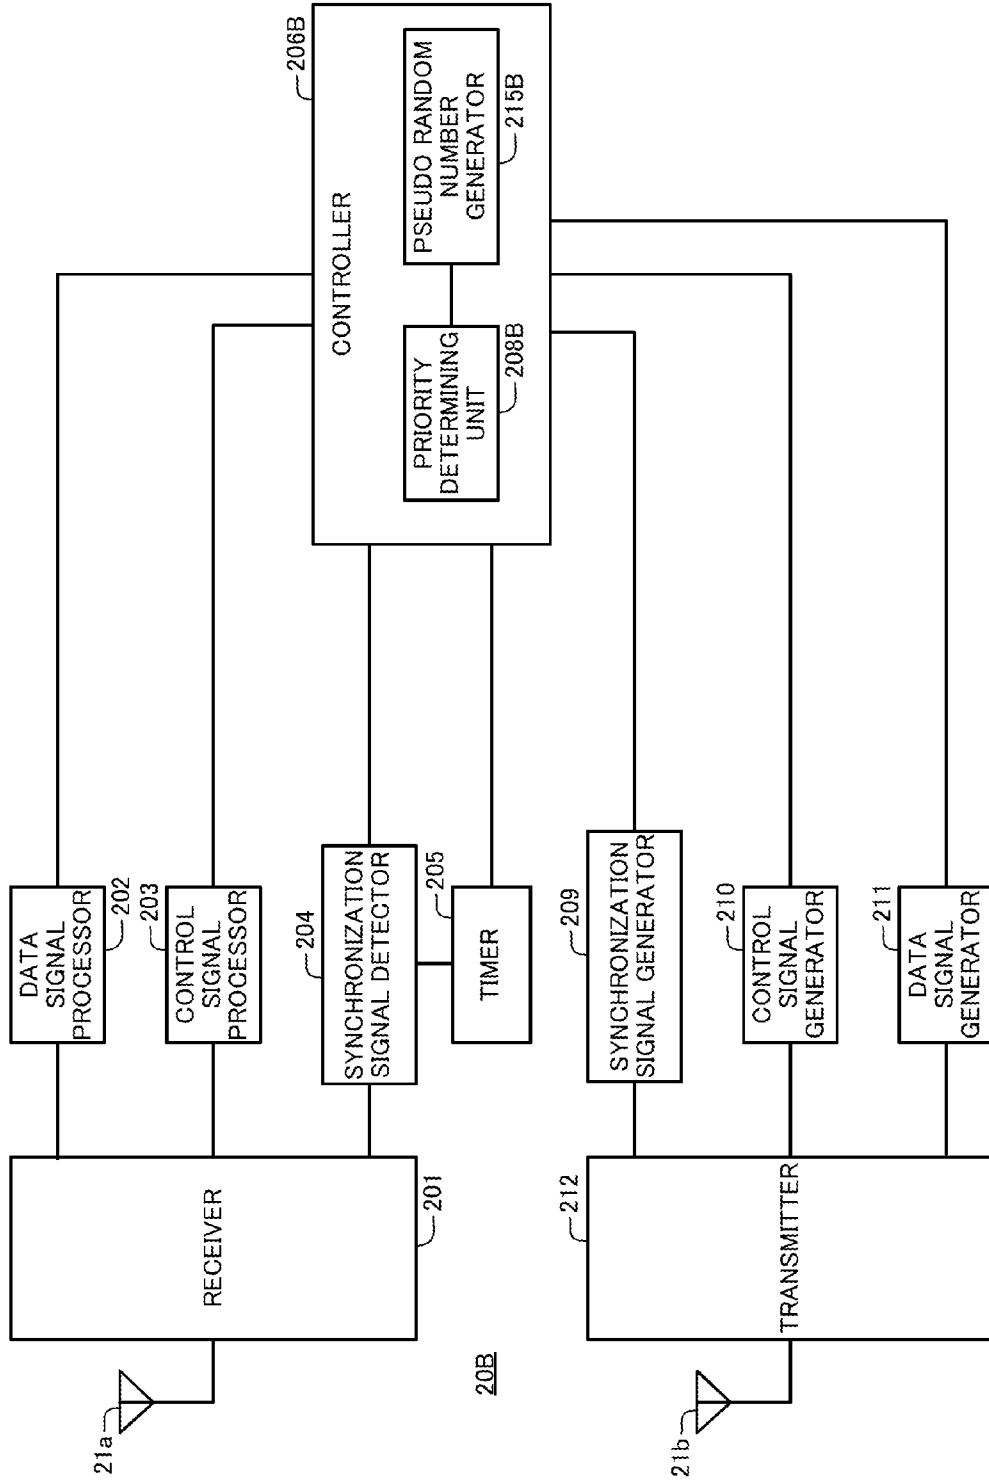 21a
RECEIVER
201
DATA
SIGNAL
PROCESSOR
202
CONTROL
SIGNAL
PROCESSOR
203
SYNCHRONIZATION
SIGNAL DETECTOR
204
TIMER
205
CONTROLLER
206B
PRIORITY
DETERMINING
UNIT
208B
PSEUDO RANDOM
NUMBER
GENERATOR
215B
20B
21b
TRANSMITTER
212
SYNCHRONIZATION
SIGNAL GENERATOR
209
CONTROL
SIGNAL
GENERATOR
210
DATA
SIGNAL
GENERATOR
211